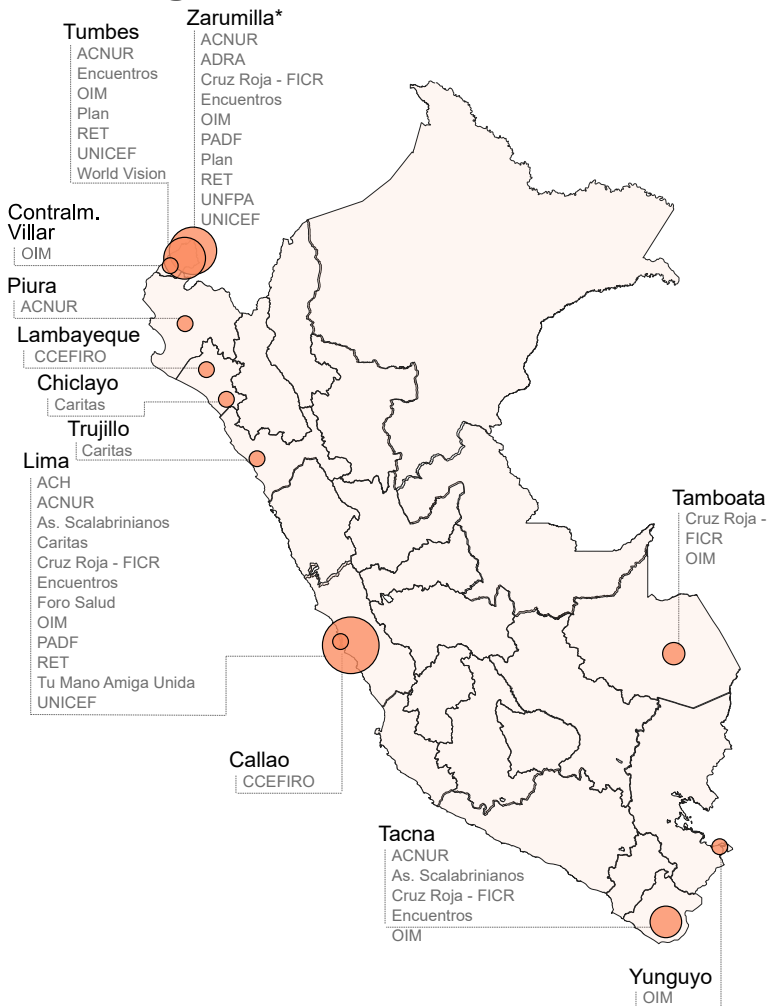 Tumbes
ACNUR
Encuentros
OIM
Plan
RET
UNICEF
World Vision
Zarumilla*
ACNUR
ADRA
Cruz Roja - FICR
Encuentros
OIM
PADF
Plan
RET
UNFPA
UNICEF
Contralm.
Villar
OIM
Piura
ACNUR
Lambayeque
CCEFIRO
Chiclayo
Caritas
Trujillo
Caritas
Lima
ACH
ACNUR
As. Scalabrinianos
Caritas
Cruz Roja - FICR
Encuentros
Foro Salud
OIM
PADF
RET
Tu Mano Amiga Unida
UNICEF
Tamboata
Cruz Roja -
FICR
OIM
Callao
CCEFIRO
Tacna
ACNUR
As. Scalabrinianos
Cruz Roja - FICR
Encuentros
OIM
Yunguyo
OIM